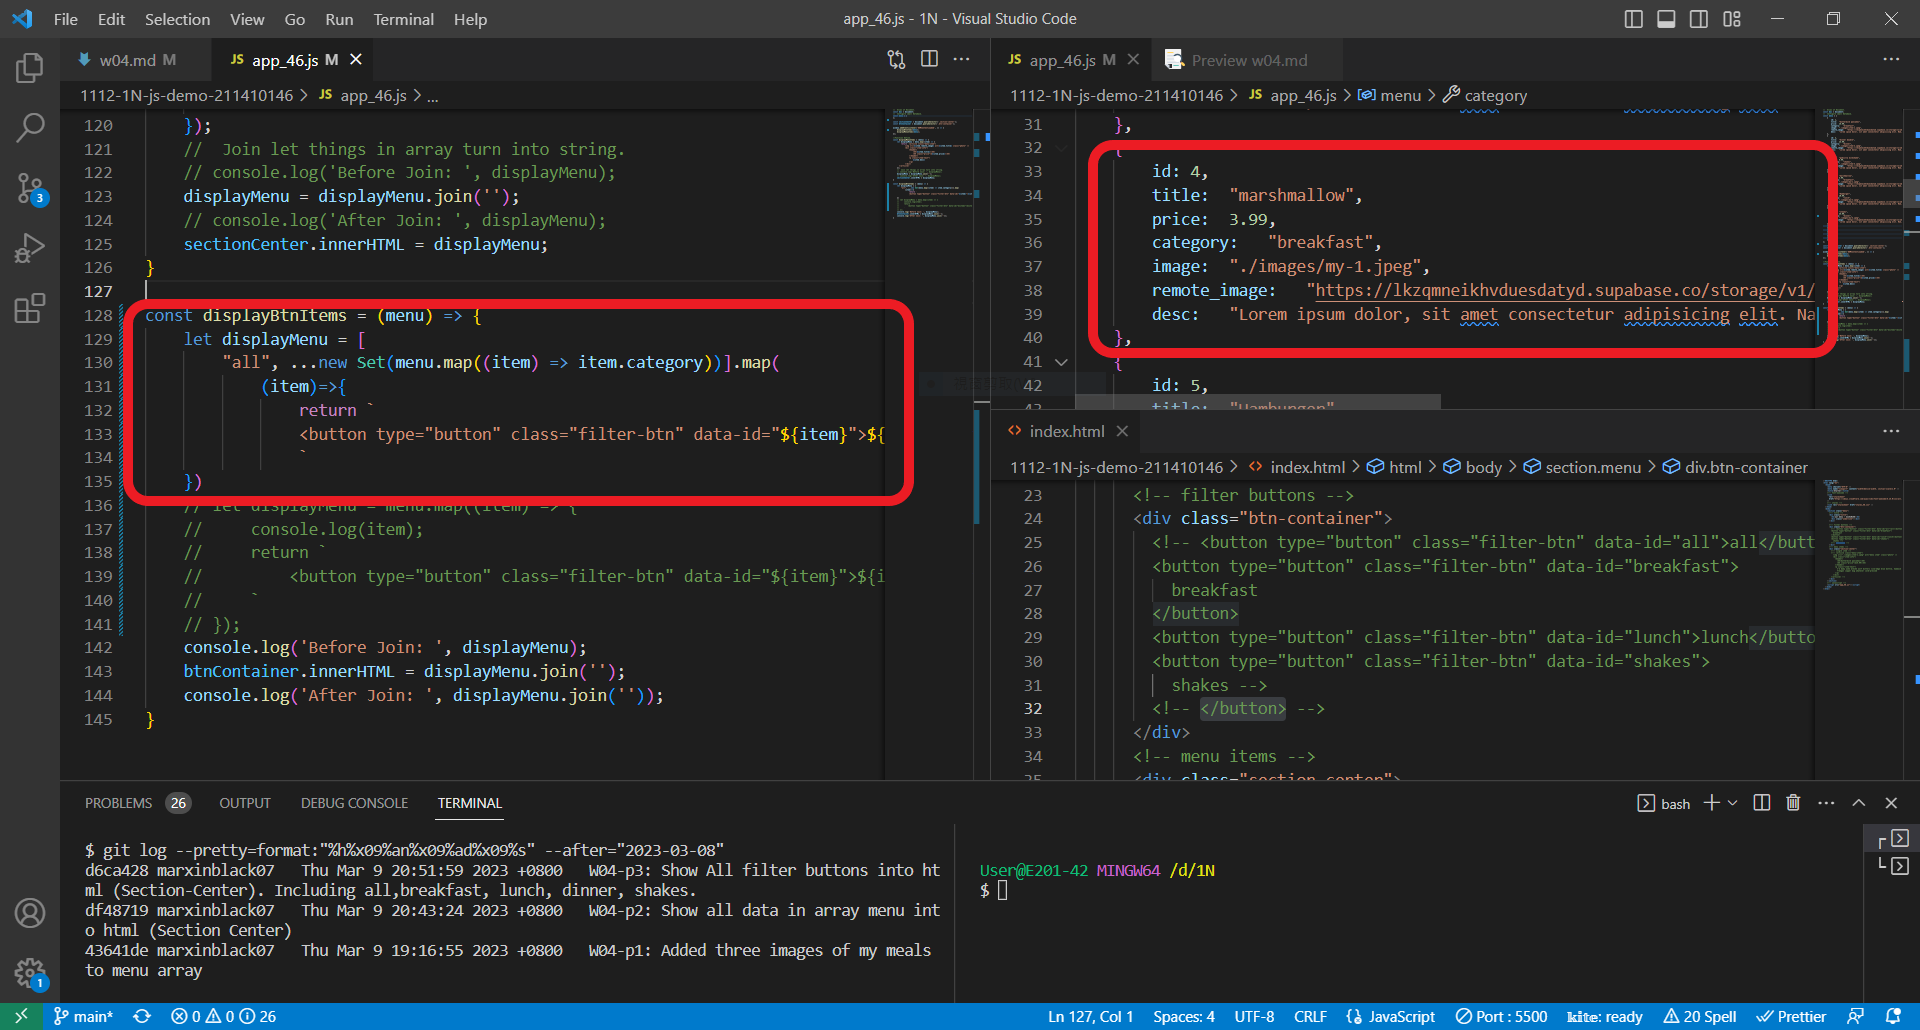 File Edit Selection View Go Run Terminal Help
app_46.js - 1N - Visual Studio Code
w04.md M
JS app_46.js M
1112-1N-js-demo-211410146 > JS app_46.js > ...
120 });
121 //  Join let things in array turn into string.
122 // console.log('Before Join: ', displayMenu);
123 displayMenu = displayMenu.join('');
124 // console.log('After Join: ', displayMenu);
125 sectionCenter.innerHTML = displayMenu;
126 }
127
128 const displayBtnItems = (menu) => {
129 let displayMenu = [
130 "all", ...new Set(menu.map((item) => item.category))].map(
131 (item)=>{
132 return `
133 <button type="button" class="filter-btn" data-id="${item}">${
134 `
135 })
136 // let displayMenu = menu.map((item) => {
137 //     console.log(item);
138 //     return `
139 //         <button type="button" class="filter-btn" data-id="${item}">${i
140 //     `
141 // });
142 console.log('Before Join: ', displayMenu);
143 btnContainer.innerHTML = displayMenu.join('');
144 console.log('After Join: ', displayMenu.join(''));
145 }
JS app_46.js M
Preview w04.md
1112-1N-js-demo-211410146 > JS app_46.js > menu > category
31 },
32 {
33 id: 4,
34 title:  "marshmallow",
35 price:  3.99,
36 category:   "breakfast",
37 image:  "./images/my-1.jpeg",
38 remote_image:   "https://lkzqmneikhvduesdatyd.supabase.co/storage/v1/
39 desc:   "Lorem ipsum dolor, sit amet consectetur adipisicing elit. Na
40 },
41 {
42 id: 5,
43 title:  "Hamburger"
index.html
1112-1N-js-demo-211410146 > index.html > html > body > section.menu > div.btn-container
23 <!-- filter buttons -->
24 <div class="btn-container">
25 <!-- <button type="button" class="filter-btn" data-id="all">all</butt
26 <button type="button" class="filter-btn" data-id="breakfast">
27 breakfast
28 </button>
29 <button type="button" class="filter-btn" data-id="lunch">lunch</butto
30 <button type="button" class="filter-btn" data-id="shakes">
31 shakes -->
32 <!-- </button> -->
33 </div>
34 <!-- menu items -->
35 <div class="section-center">
PROBLEMS 26 OUTPUT DEBUG CONSOLE TERMINAL
bash
$ git log --pretty=format:"%h%x09%an%x09%ad%x09%s" --after="2023-03-08"
d6ca428 marxinblack07   Thu Mar 9 20:51:59 2023 +0800   W04-p3: Show All filter buttons into ht
ml (Section-Center). Including all,breakfast, lunch, dinner, shakes.
df48719 marxinblack07   Thu Mar 9 20:43:24 2023 +0800   W04-p2: Show all data in array menu int
o html (Section Center)
43641de marxinblack07   Thu Mar 9 19:16:55 2023 +0800   W04-p1: Added three images of my meals
to menu array
User@E201-42 MINGW64 /d/1N
$
3
1
main* 0 0 26
Ln 127, Col 1 Spaces: 4 UTF-8 CRLF JavaScript Port : 5500 kite: ready 20 Spell Prettier